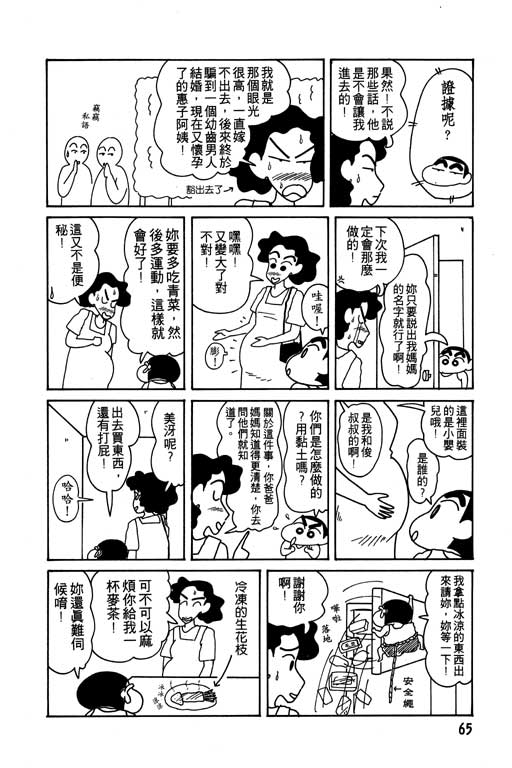 證據呢？
果然！不說
那些話，他
是不會讓我
進去的！
我就是
那個眼光
很高，一直嫁
不出去，後來終於
騙到一個幼齒男人
結婚，現在又懷孕
了的惠子阿姨！
豁出去了
竊竊
私語
妳只要說出我媽媽
的名字就行了啊！
下次我一
定會那麼
做的！
哇喔！
嘿嘿！
又變大了對
不對！
膨！
妳要多吃青菜，然
後多運動，這樣就
會好了！
這又不是便
秘！
這裡面裝
的是小嬰
兒哦！
是誰的？
是我和俊
叔叔的啊！
你們是怎麼做的
？用黏土嗎？
關於這件事，你爸爸
媽媽知道得更清楚，你去
問他們就知
道了。
美冴呢？
出去買東西，
還有打屁！
哈哈！
我拿點冰涼的東西出
來請妳，妳等一下！
安全繩
嘩啦
落地
謝謝你
啊！
冷凍的生花枝
可不可以麻
煩你給我一
杯麥茶！
冰冰
涼涼
妳還真難伺
候唷！
65